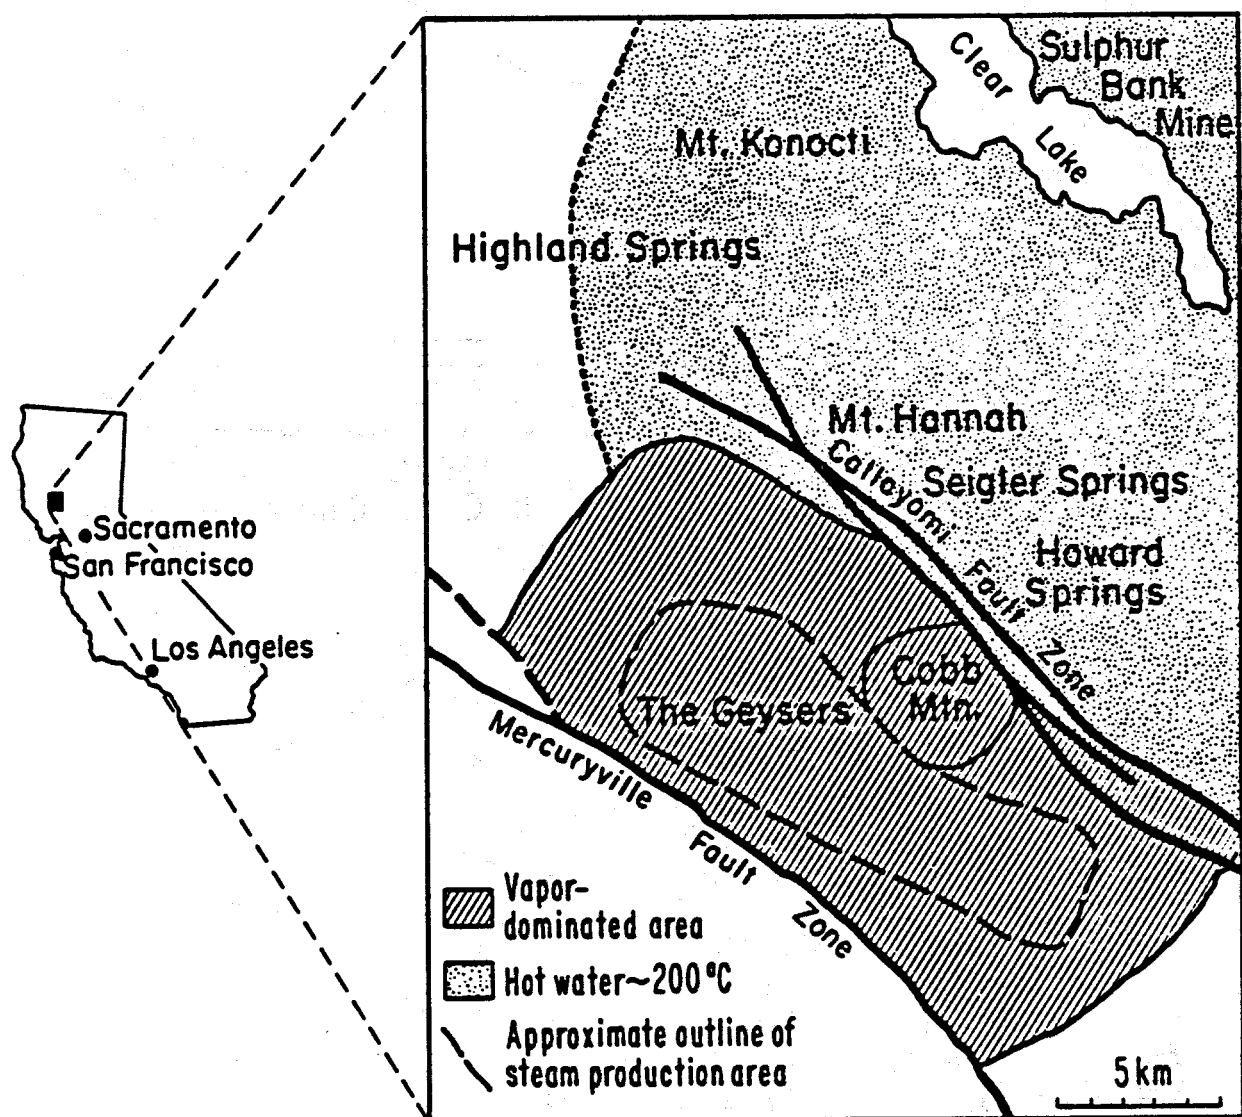 Clear
Lake
Sulphur
Bank
Mine
Mt. Konocti
Highland Springs
Mt. Hannah
Collayomi Fault Zone
Seigler Springs
Howard
Springs
Sacramento
San Francisco
Los Angeles
Cobb
Mtn.
The Geysers
Mercuryville Fault Zone
Vapor-
dominated area
Hot water~200°C
Approximate outline of
steam production area
5 km